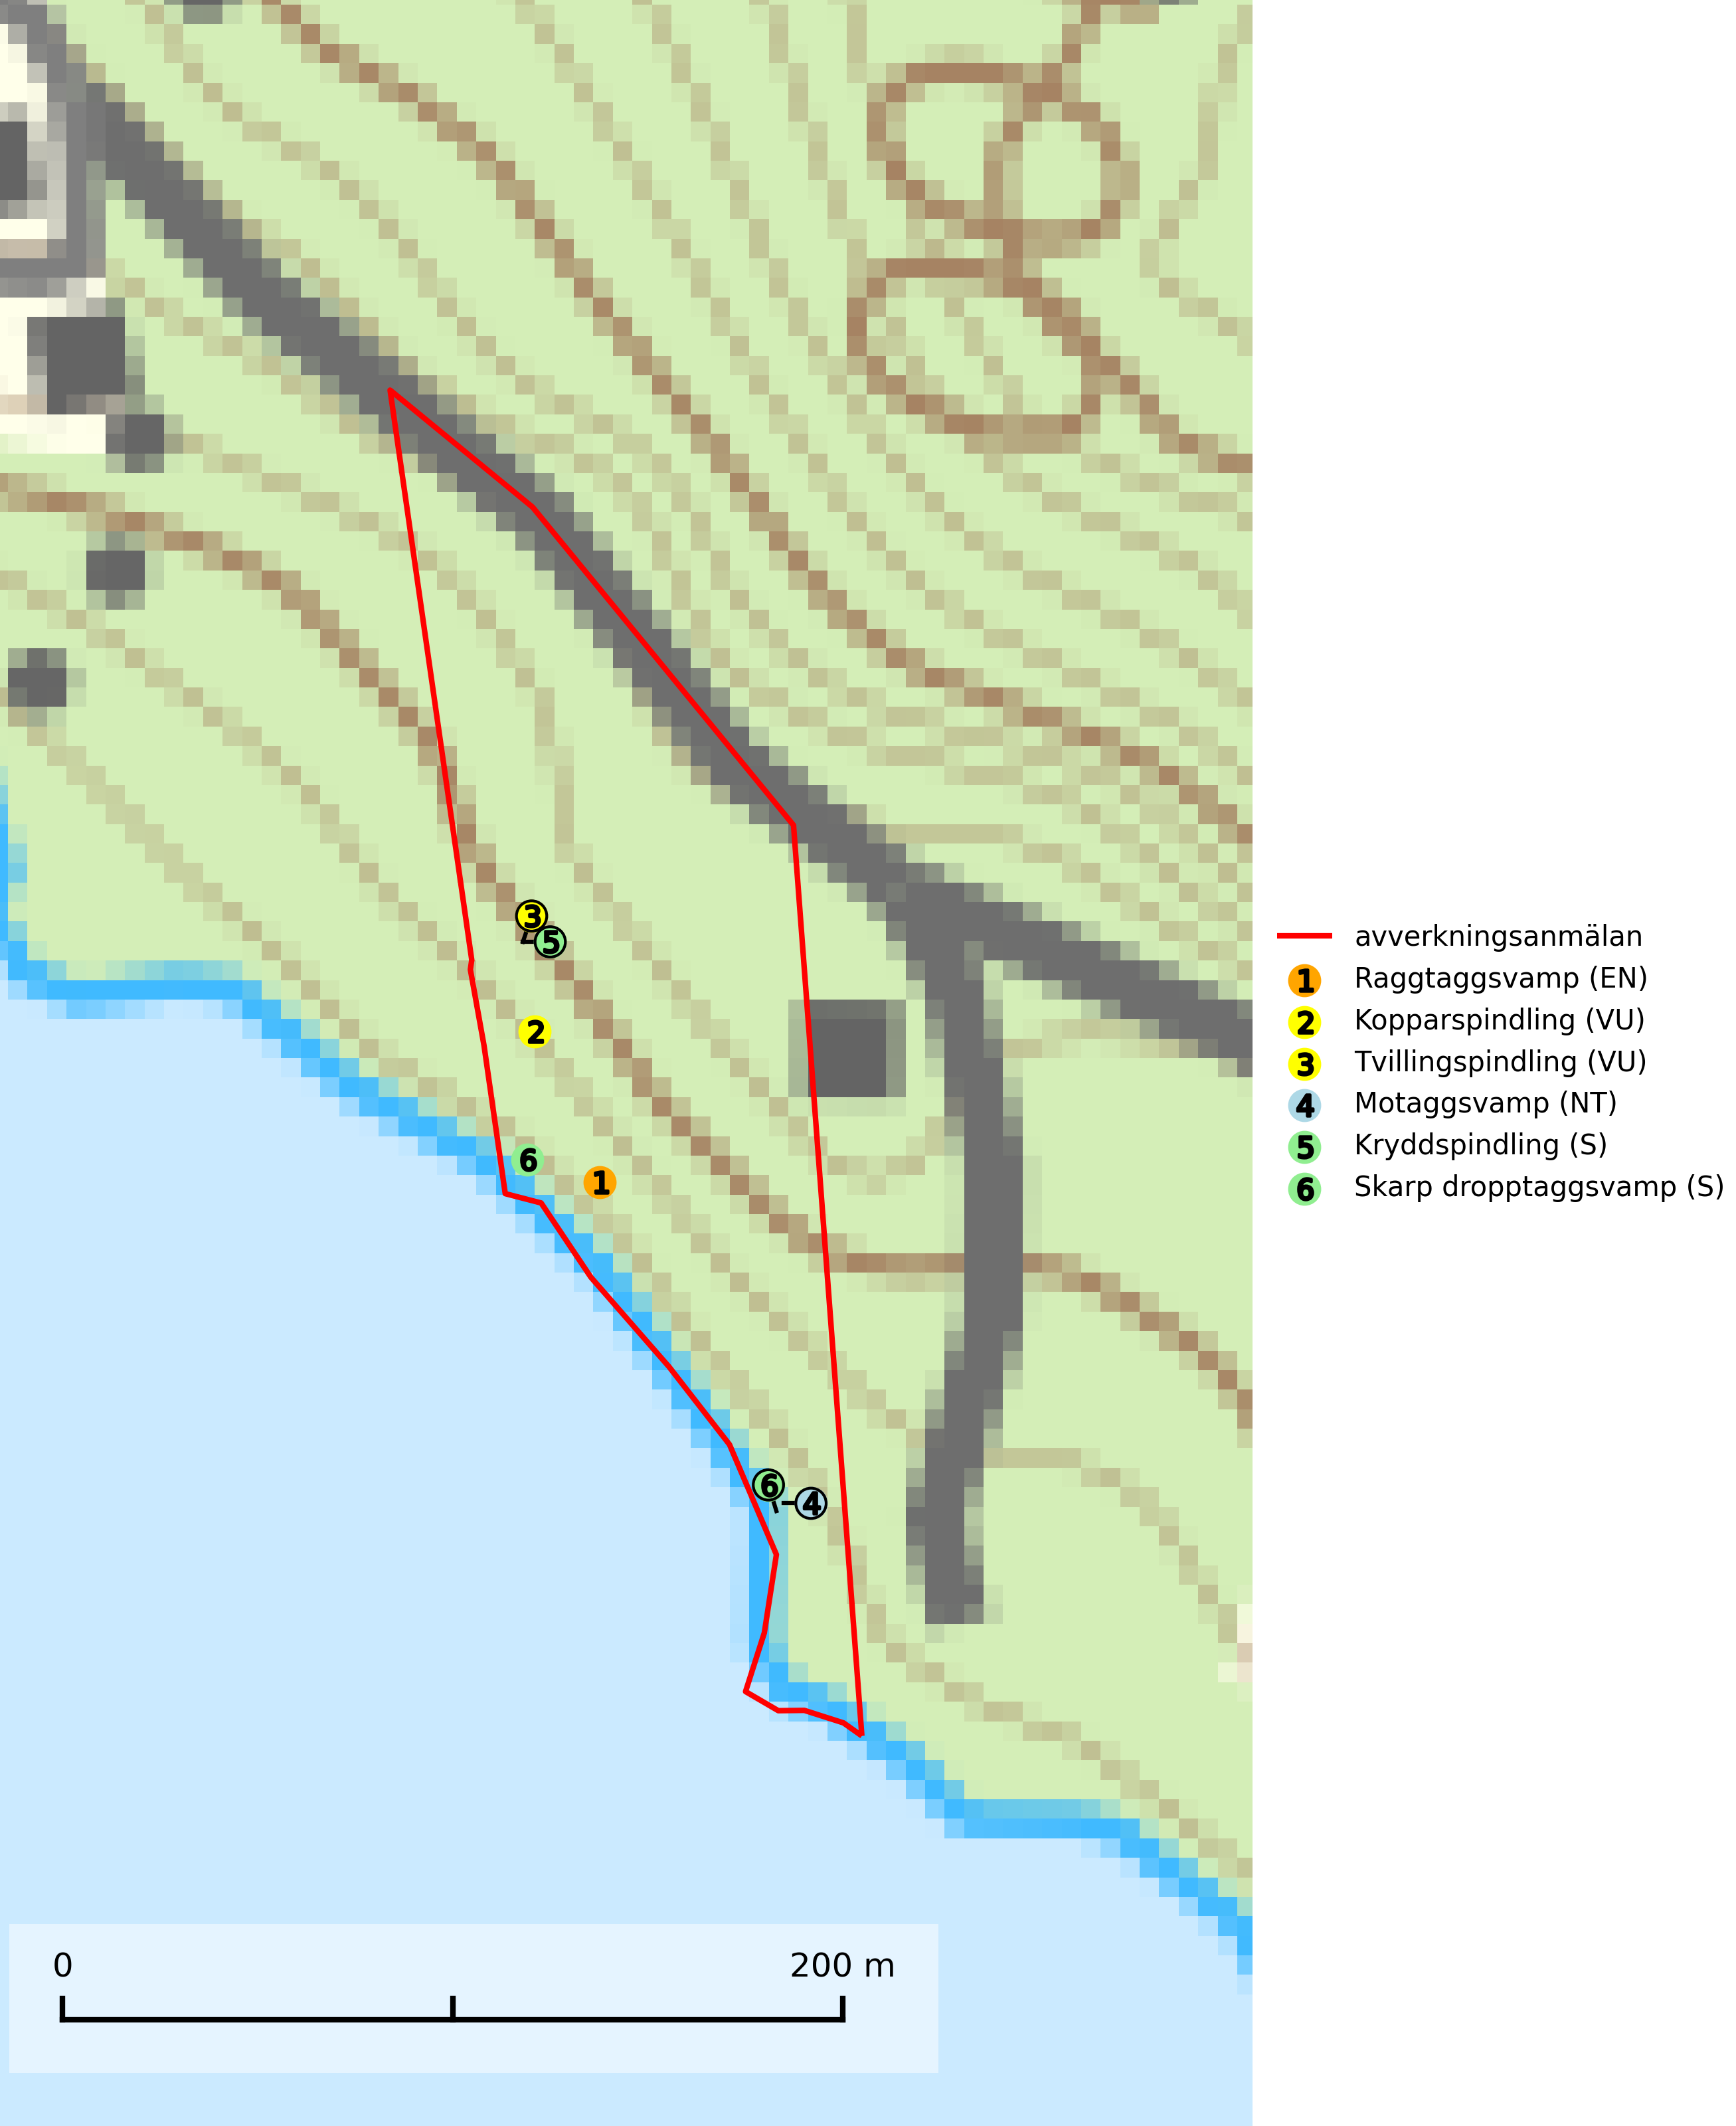 3
5
2
6
1
6
4
0 200 m
avverkningsanmälan
1 Raggtaggsvamp (EN)
2 Kopparspindling (VU)
3 Tvillingspindling (VU)
4 Motaggsvamp (NT)
5 Kryddspindling (S)
6 Skarp dropptaggsvamp (S)